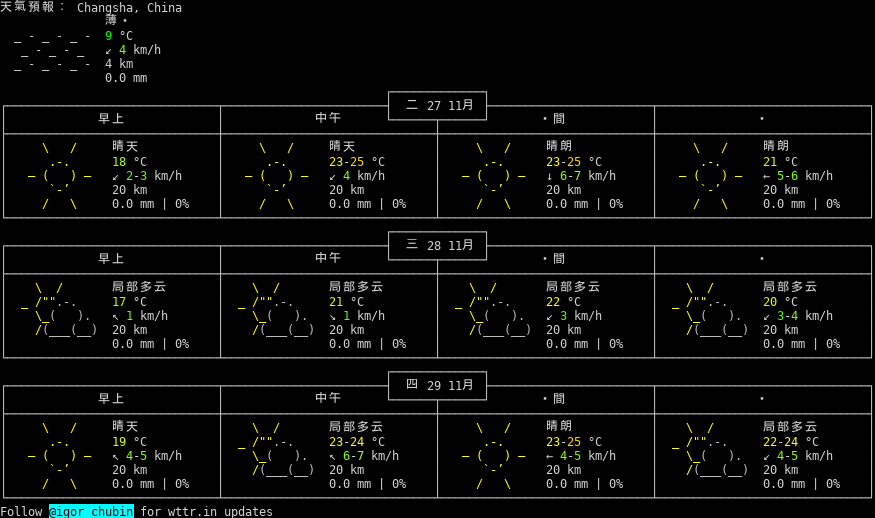 天氣預報： Changsha, China
薄・
9 °C
↙ 4 km/h
4 km
0.0 mm
二 27 11月
早上 中午 ・間 ・
晴天 晴天 晴朗 晴朗
18 °C 23-25 °C 23-25 °C 21 °C
↙ 2-3 km/h ↙ 4 km/h ↓ 6-7 km/h ← 5-6 km/h
20 km 20 km 20 km 20 km
0.0 mm | 0% 0.0 mm | 0% 0.0 mm | 0% 0.0 mm | 0%
三 28 11月
早上 中午 ・間 ・
局部多云 局部多云 局部多云 局部多云
17 °C 21 °C 22 °C 20 °C
↖ 1 km/h ↘ 1 km/h ↙ 3 km/h ↙ 3-4 km/h
20 km 20 km 20 km 20 km
0.0 mm | 0% 0.0 mm | 0% 0.0 mm | 0% 0.0 mm | 0%
四 29 11月
早上 中午 ・間 ・
晴天 局部多云 晴朗 局部多云
19 °C 23-24 °C 23-25 °C 22-24 °C
↖ 4-5 km/h ↖ 6-7 km/h ← 4-5 km/h ↙ 4-5 km/h
20 km 20 km 20 km 20 km
0.0 mm | 0% 0.0 mm | 0% 0.0 mm | 0% 0.0 mm | 0%
Follow @igor_chubin for wttr.in updates